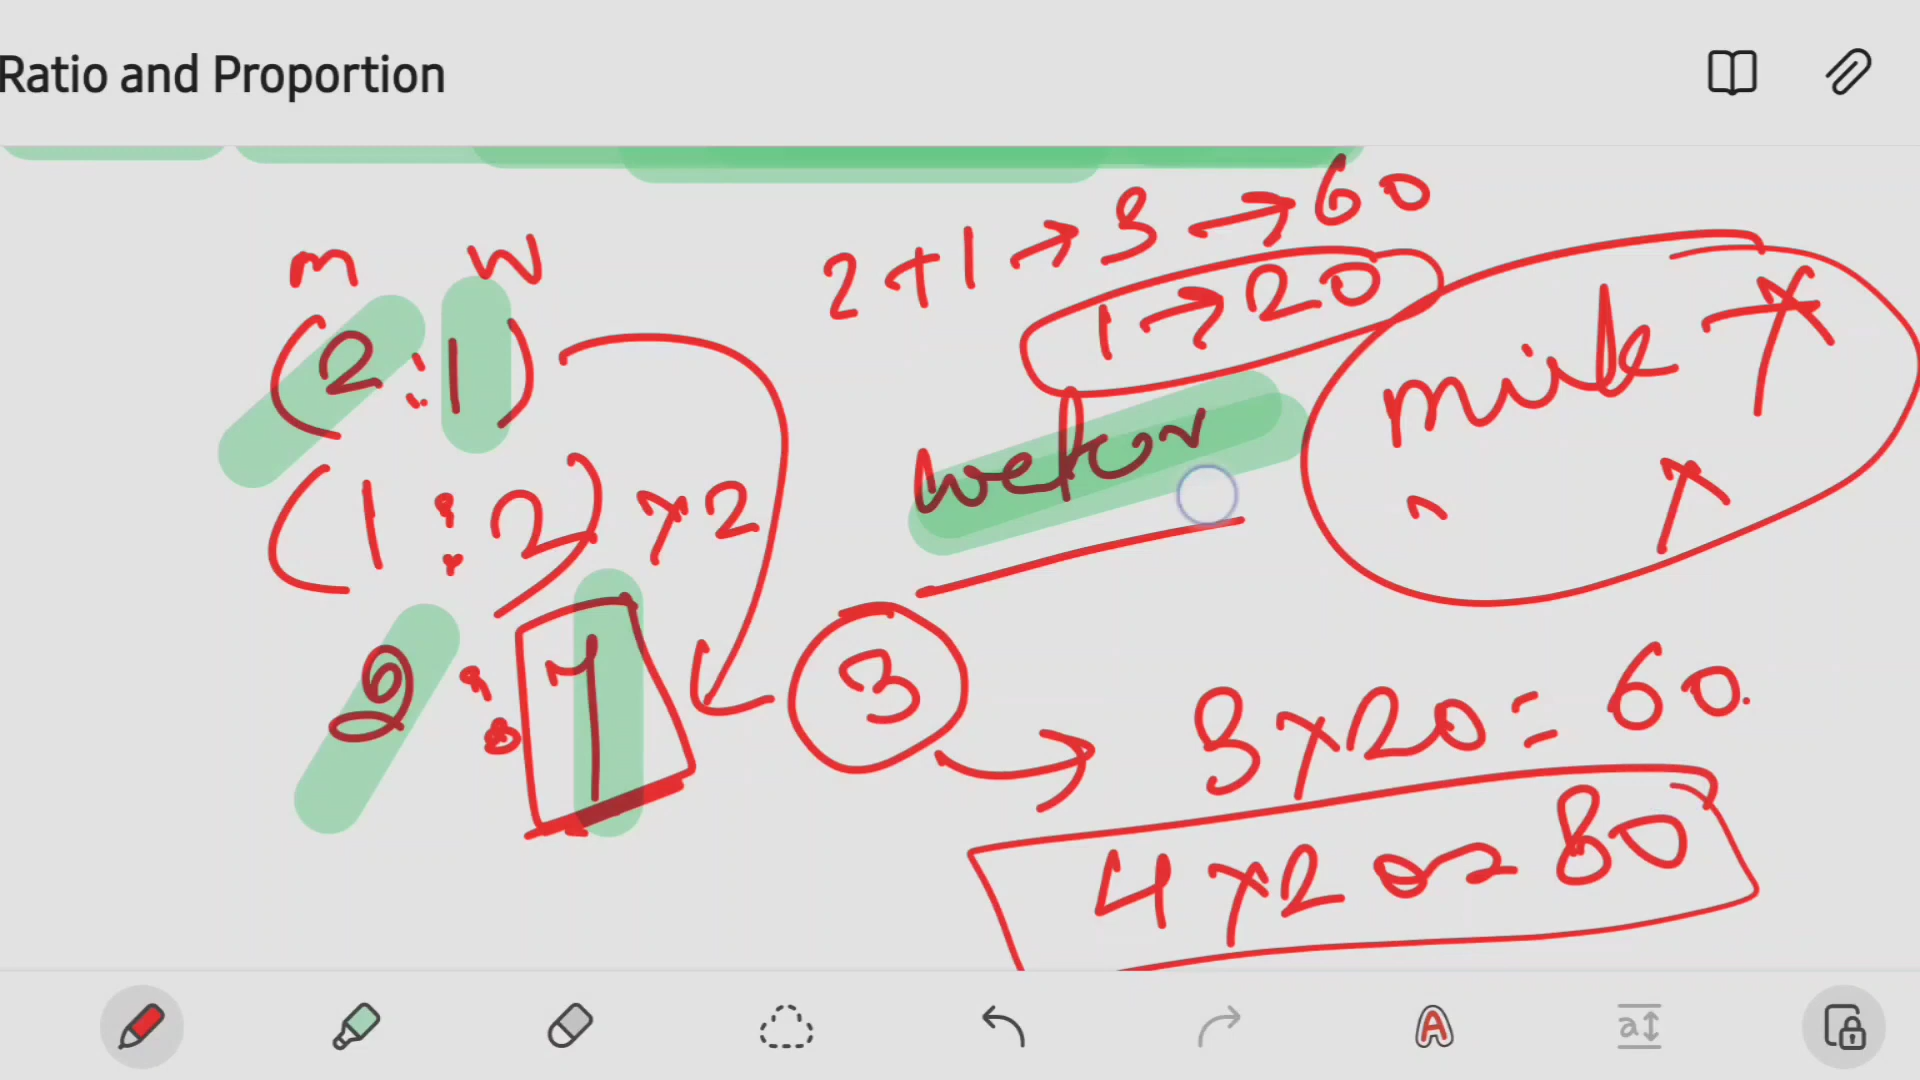 Ratio and Proportion
2+1→3→60
m W
1→20
(2:1)
milk ×
water
(1:2)×2
×
2:4
3
3×20=60.
4×20=80
A
a